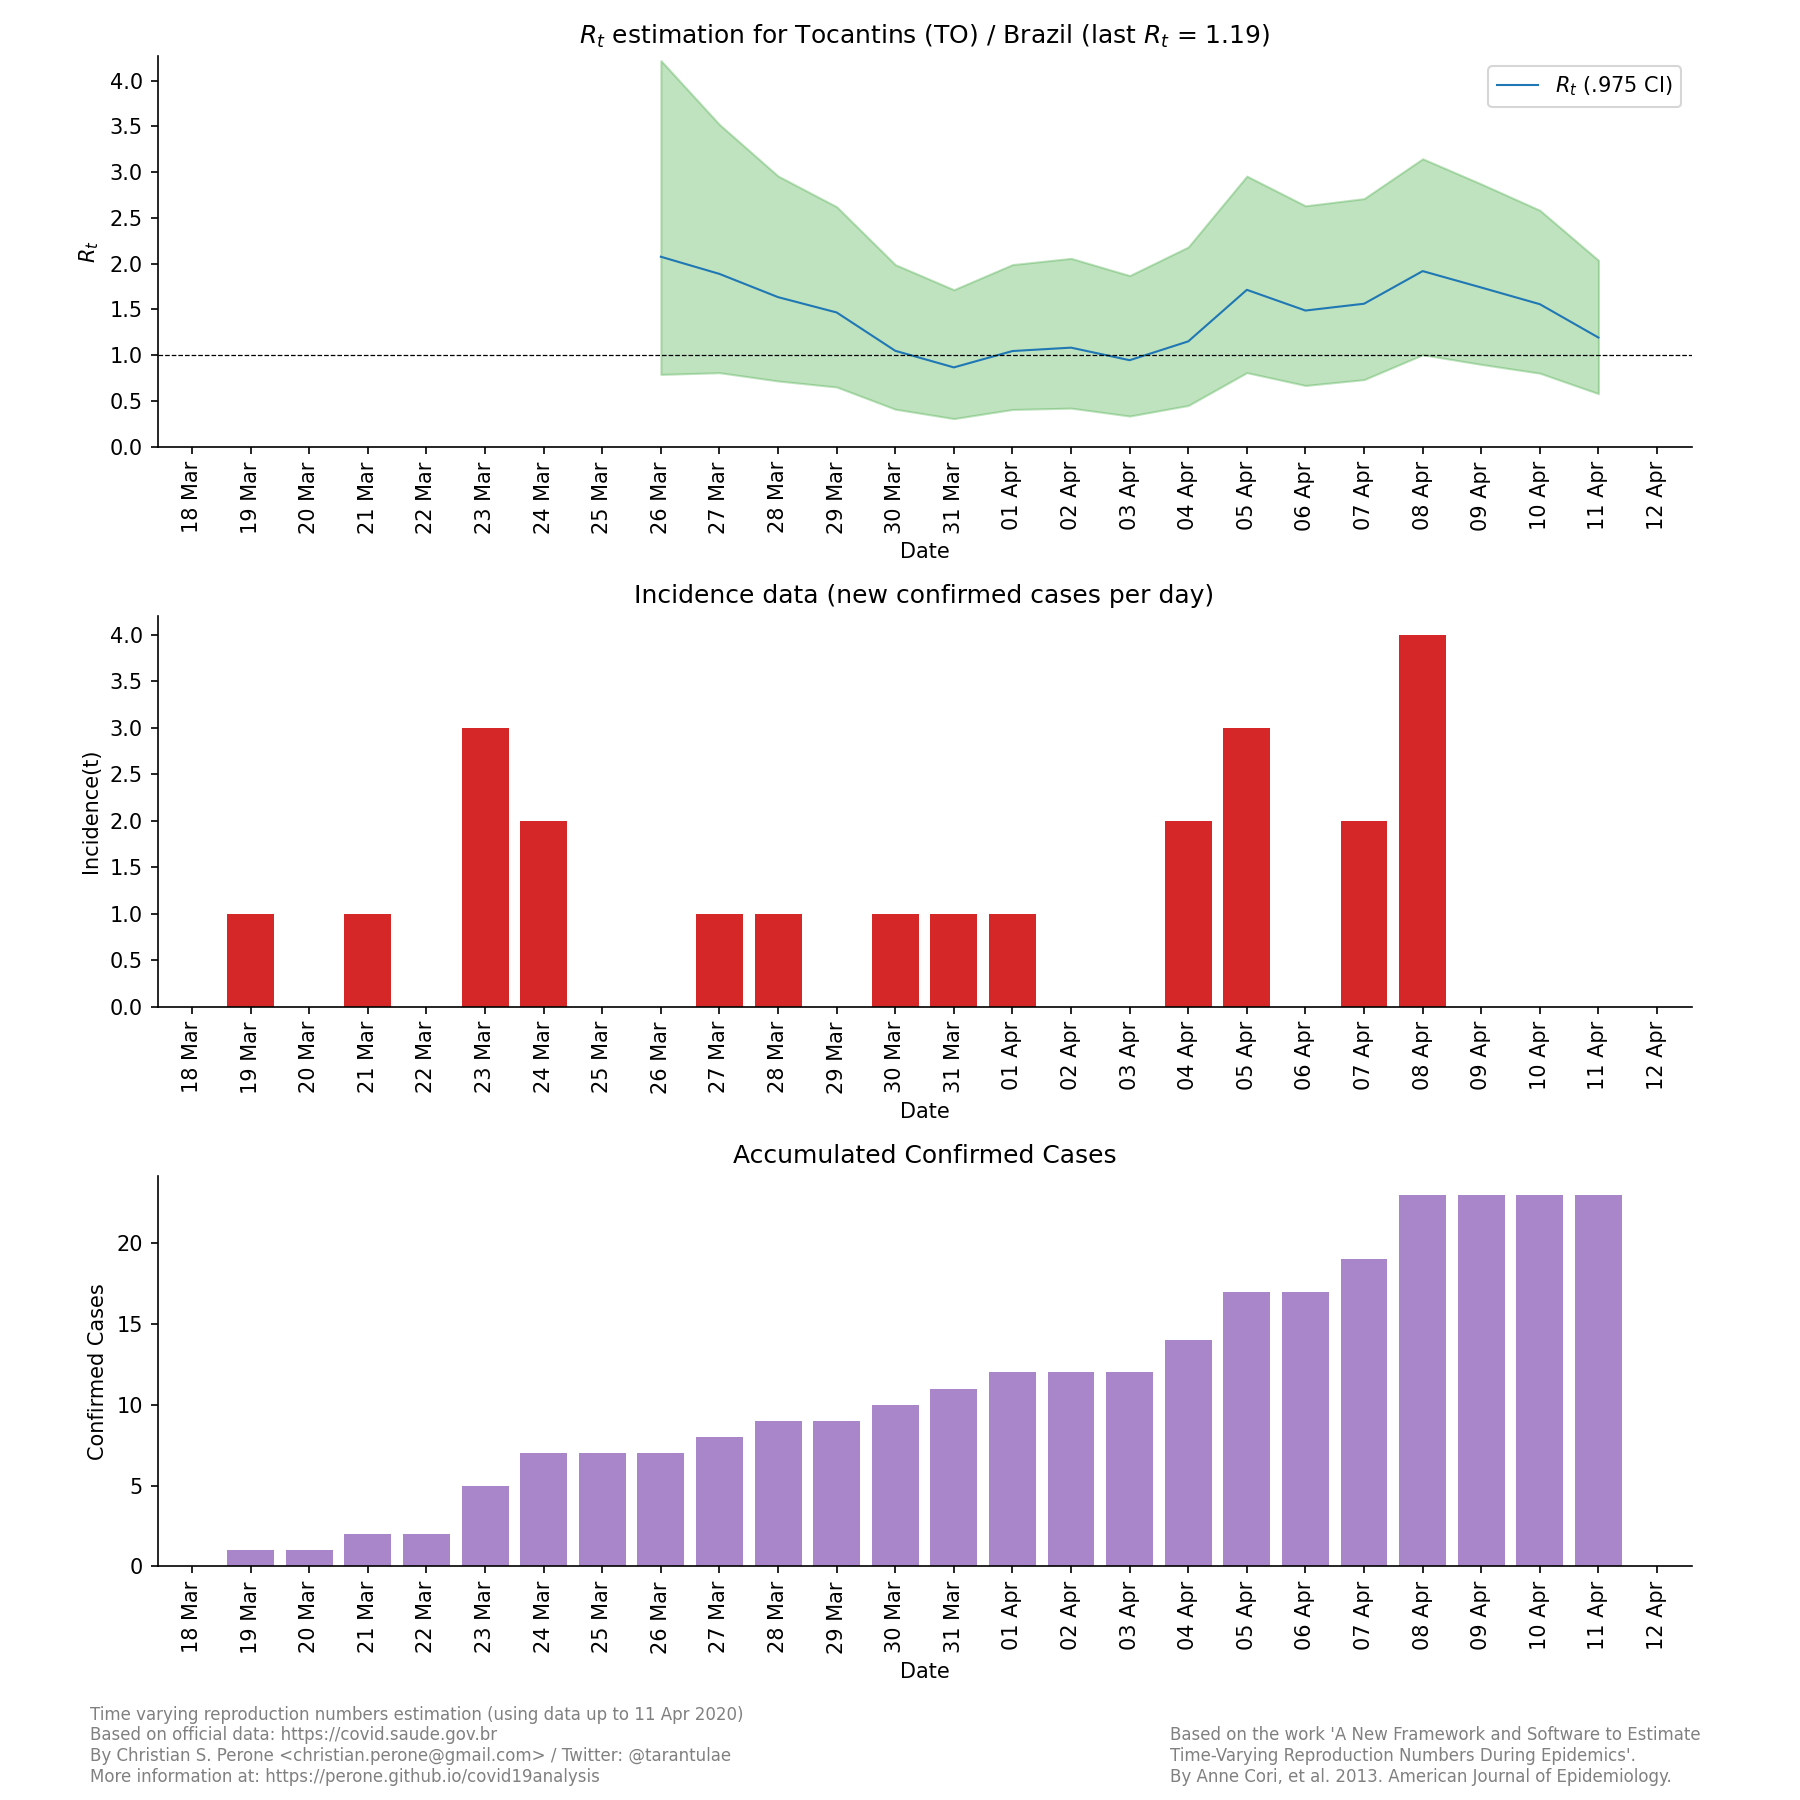 Rt estimation for Tocantins (TO) / Brazil (last Rt = 1.19)
Rt (.975 CI)
4.0
3.5
3.0
2.5
2.0
1.5
1.0
0.5
0.0
Rt
18 Mar
19 Mar
20 Mar
21 Mar
22 Mar
23 Mar
24 Mar
25 Mar
26 Mar
27 Mar
28 Mar
29 Mar
30 Mar
31 Mar
01 Apr
02 Apr
03 Apr
04 Apr
05 Apr
06 Apr
07 Apr
08 Apr
09 Apr
10 Apr
11 Apr
12 Apr
Date
Incidence data (new confirmed cases per day)
4.0
3.5
3.0
2.5
2.0
1.5
1.0
0.5
0.0
Incidence(t)
18 Mar
19 Mar
20 Mar
21 Mar
22 Mar
23 Mar
24 Mar
25 Mar
26 Mar
27 Mar
28 Mar
29 Mar
30 Mar
31 Mar
01 Apr
02 Apr
03 Apr
04 Apr
05 Apr
06 Apr
07 Apr
08 Apr
09 Apr
10 Apr
11 Apr
12 Apr
Date
Accumulated Confirmed Cases
20
15
10
5
0
Confirmed Cases
18 Mar
19 Mar
20 Mar
21 Mar
22 Mar
23 Mar
24 Mar
25 Mar
26 Mar
27 Mar
28 Mar
29 Mar
30 Mar
31 Mar
01 Apr
02 Apr
03 Apr
04 Apr
05 Apr
06 Apr
07 Apr
08 Apr
09 Apr
10 Apr
11 Apr
12 Apr
Date
Time varying reproduction numbers estimation (using data up to 11 Apr 2020)
Based on official data: https://covid.saude.gov.br
By Christian S. Perone <christian.perone@gmail.com> / Twitter: @tarantulae
More information at: https://perone.github.io/covid19analysis
Based on the work 'A New Framework and Software to Estimate
Time-Varying Reproduction Numbers During Epidemics'.
By Anne Cori, et al. 2013. American Journal of Epidemiology.